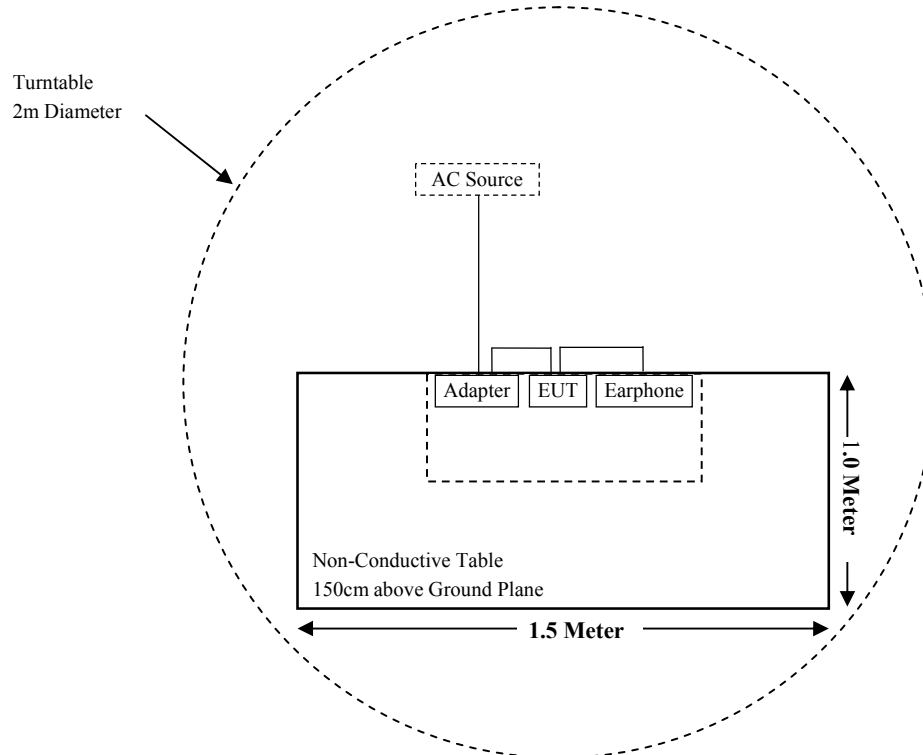 Turntable
2m Diameter
AC Source
Adapter
EUT
Earphone
1.0 Meter
Non-Conductive Table
150cm above Ground Plane
1.5 Meter